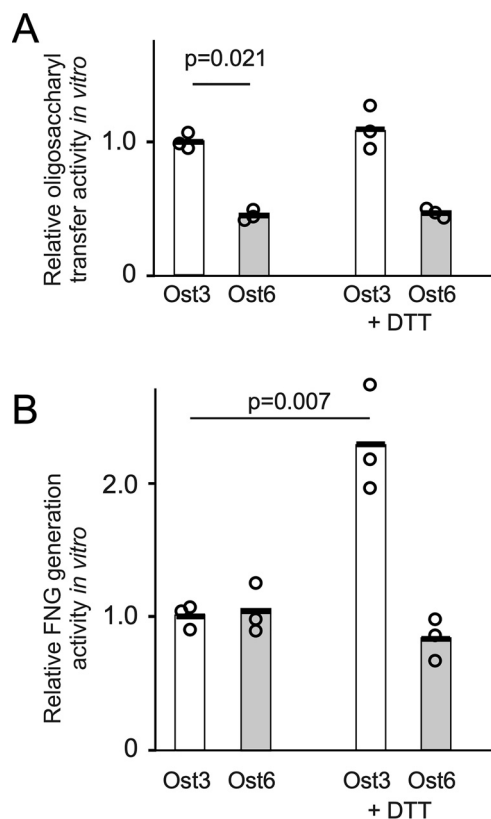 A
Relative oligosaccharyl
transfer activity in vitro
p=0.021
1.0
0
Ost3 Ost6 Ost3 Ost6
+ DTT
B
Relative FNG generation
activity in vitro
p=0.007
2.0
1.0
0
Ost3 Ost6 Ost3 Ost6
+ DTT